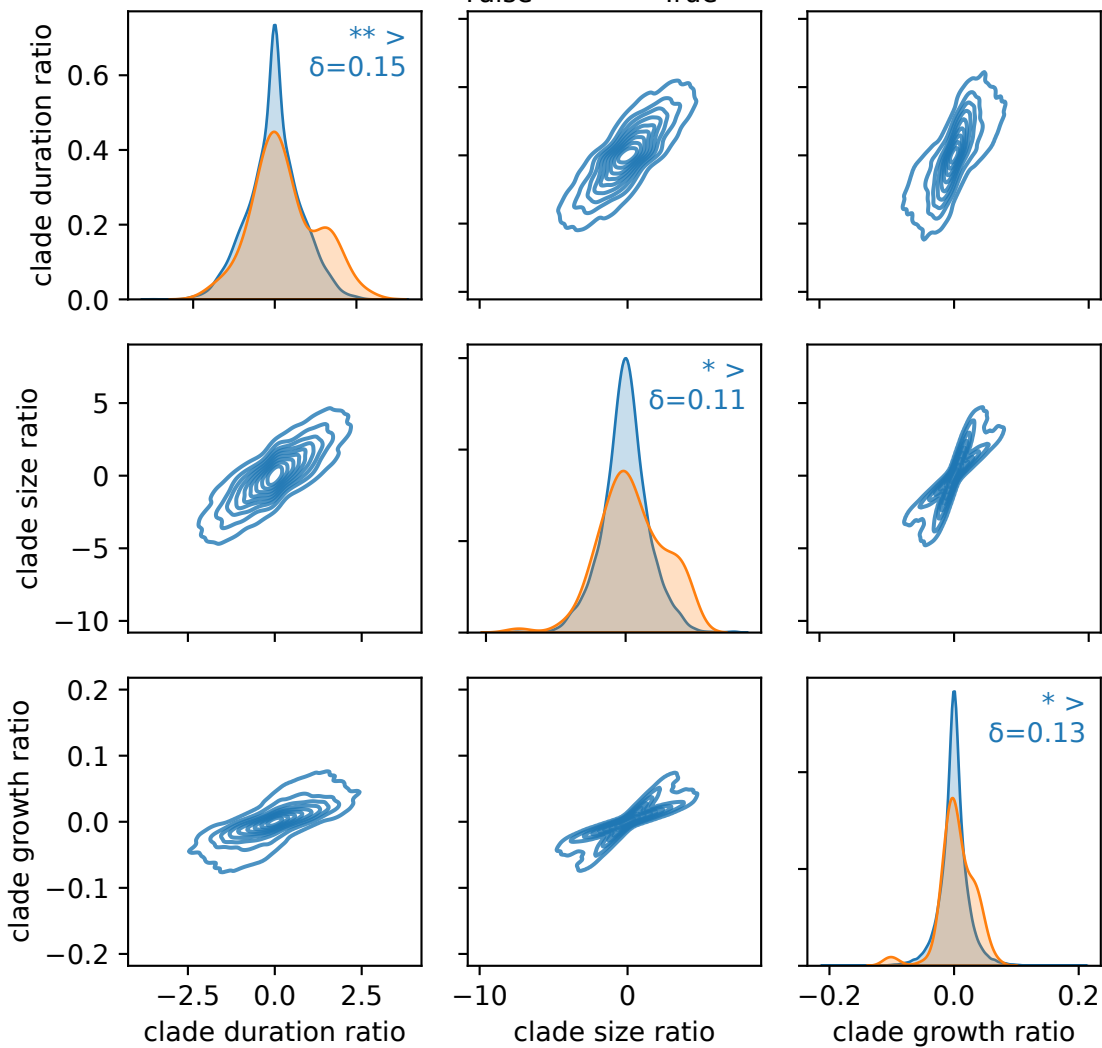 False True
clade duration ratio
0.6
0.4
0.2
0.0
** >
δ=0.15
clade size ratio
5
0
−5
−10
* >
δ=0.11
clade growth ratio
0.2
0.1
0.0
−0.1
−0.2
* >
δ=0.13
−2.5 0.0 2.5
−10 0
−0.2 0.0 0.2
clade duration ratio
clade size ratio
clade growth ratio